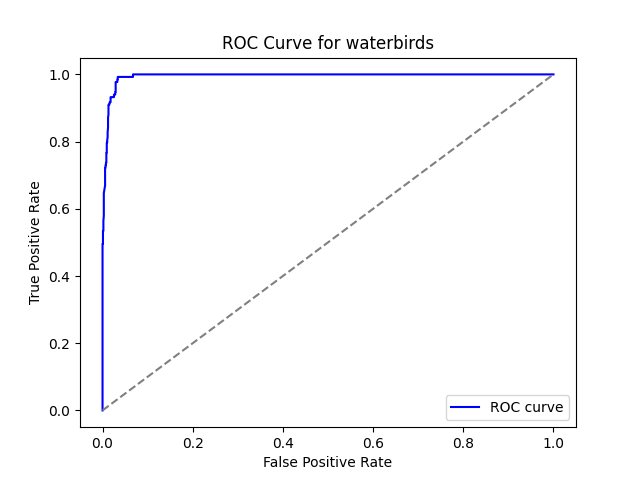 ROC Curve for waterbirds
True Positive Rate
1.0
0.8
0.6
0.4
0.2
0.0
0.0 0.2 0.4 0.6 0.8 1.0
False Positive Rate
ROC curve